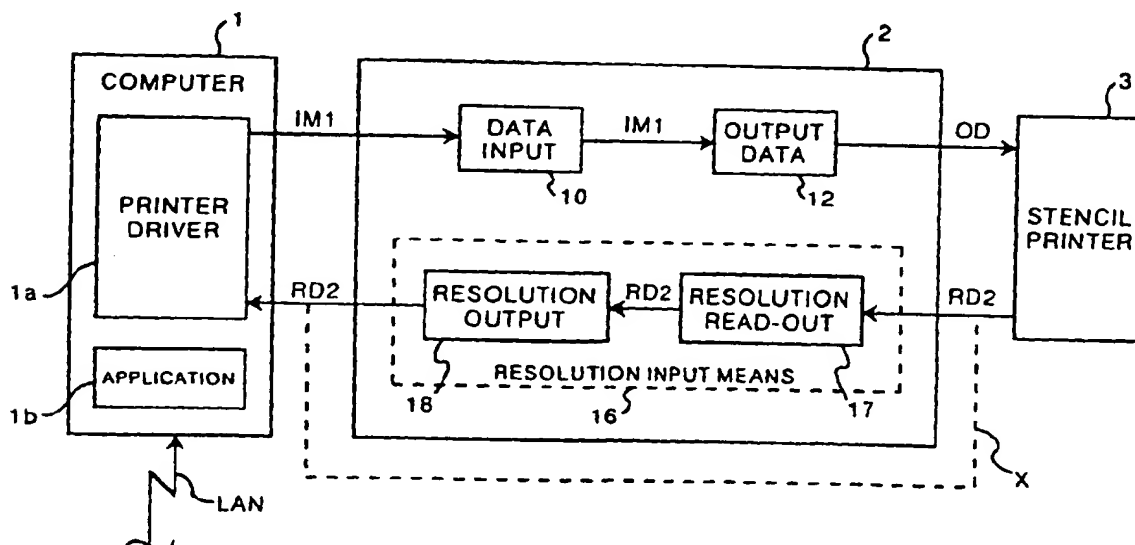 1
2
3
COMPUTER
IM1
DATA
INPUT
IM1
OUTPUT
DATA
OD
10
12
PRINTER
DRIVER
STENCIL
PRINTER
1a
RD2
RESOLUTION
OUTPUT
RD2
RESOLUTION
READ-OUT
RD2
APPLICATION
RESOLUTION INPUT MEANS
1b
18
16
17
X
LAN